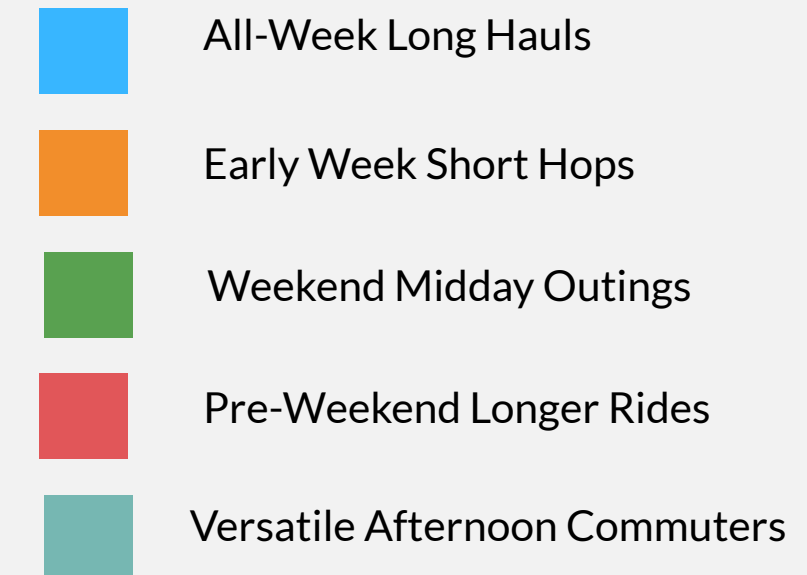 All-Week Long Hauls
Early Week Short Hops
Weekend Midday Outings
Pre-Weekend Longer Rides
Versatile Afternoon Commuters